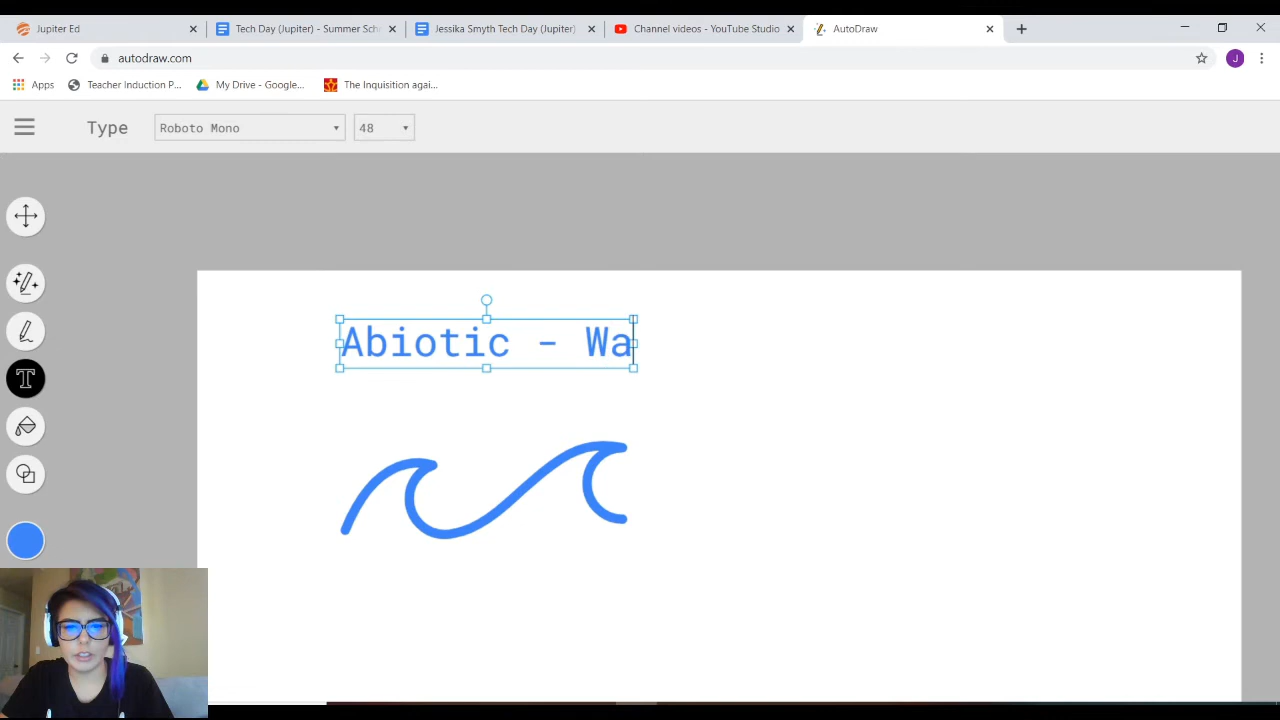 Jupiter Ed
Tech Day (Jupiter) - Summer Sch
Jessika Smyth Tech Day (Jupiter)
Channel videos - YouTube Studio
AutoDraw
autodraw.com
J
Apps
Teacher Induction P...
My Drive - Google...
The Inquisition agai...
Type
Roboto Mono
48
T
Abiotic - Wa